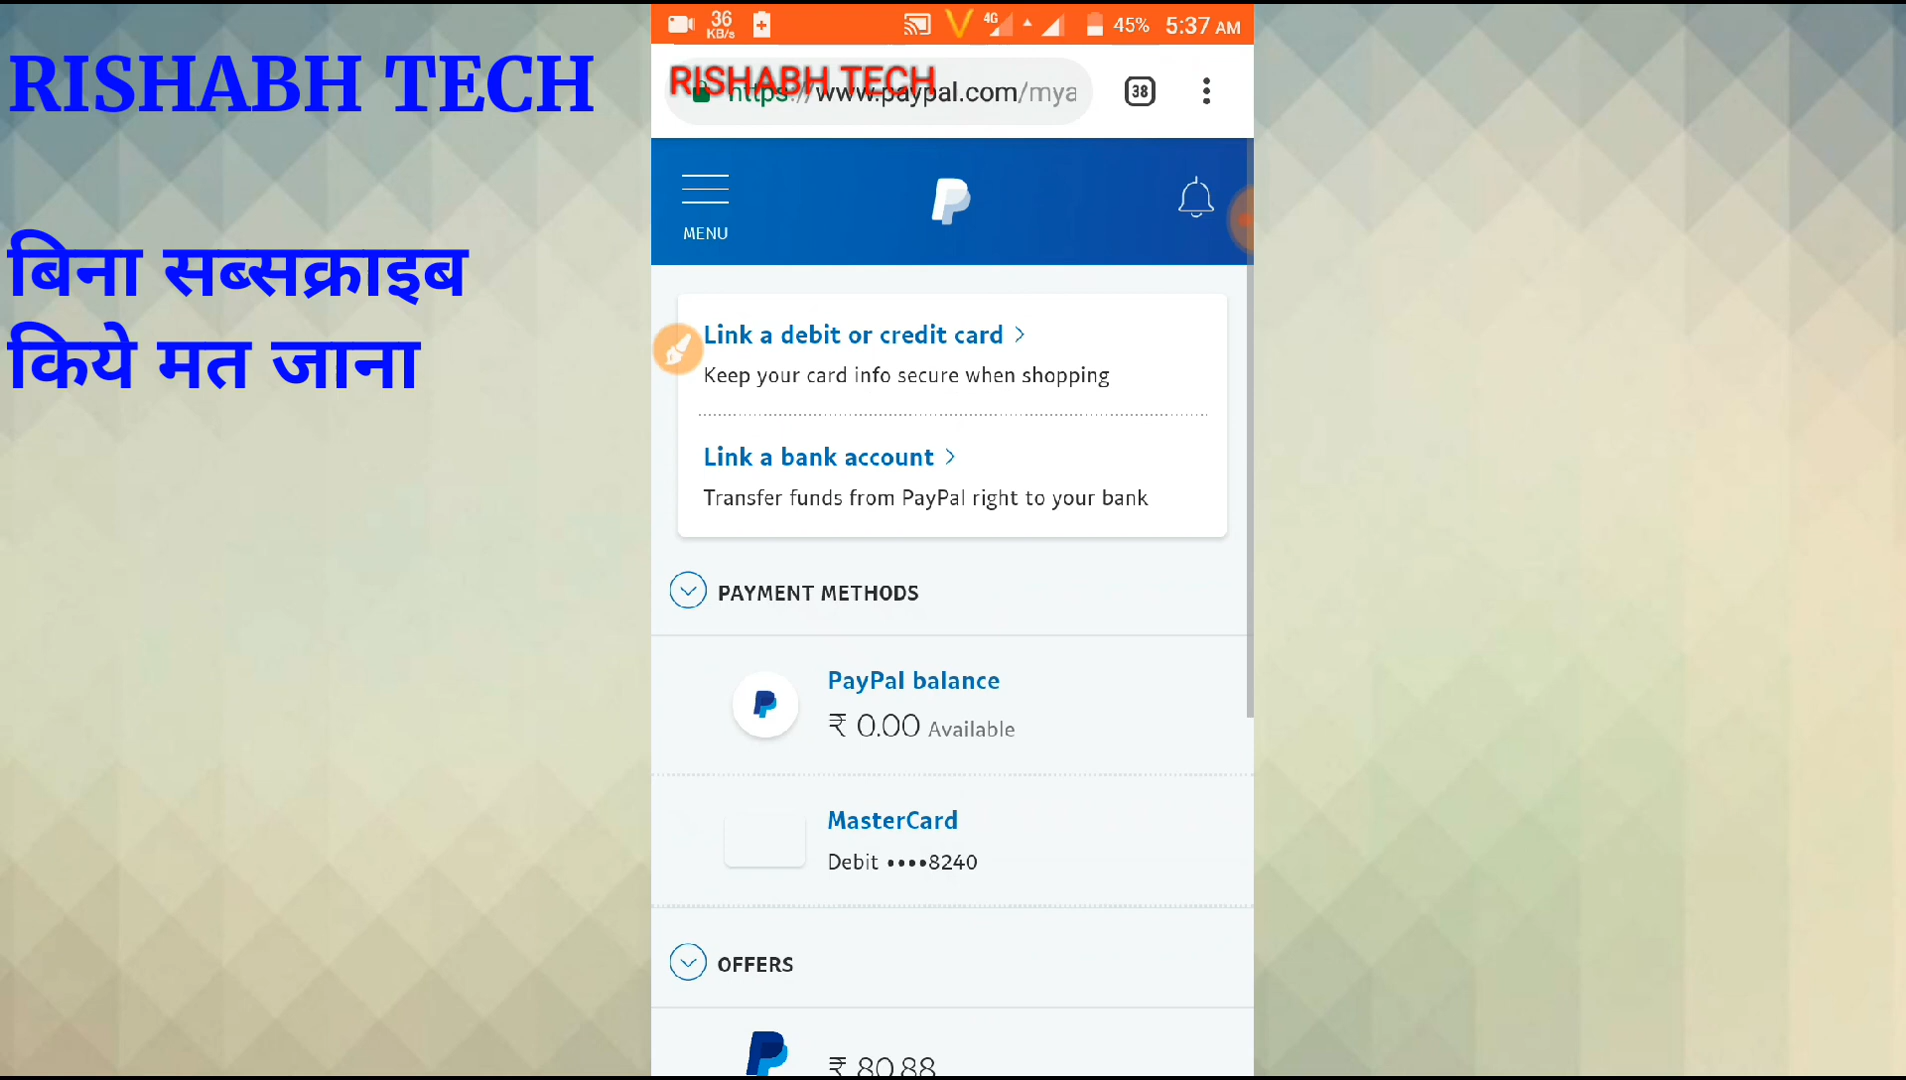 RISHABH TECH
बिना सब्सक्राइब
किये मत जाना
36
KB/s
4G
45%
5:37 AM
RISHABH TECH
https://www.paypal.com/mya
38
MENU
Link a debit or credit card
Keep your card info secure when shopping
Link a bank account
Transfer funds from PayPal right to your bank
PAYMENT METHODS
PayPal balance
₹ 0.00 Available
MasterCard
Debit ••••8240
OFFERS
₹ 80.88